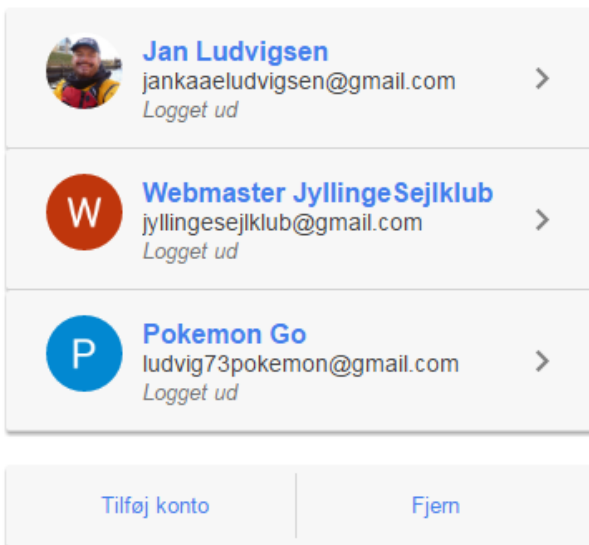 Jan Ludvigsen
jankaaeludvigsen@gmail.com
Logget ud
W
Webmaster JyllingeSejlklub
jyllingesejlklub@gmail.com
Logget ud
P
Pokemon Go
ludvig73pokemon@gmail.com
Logget ud
Tilføj konto
Fjern